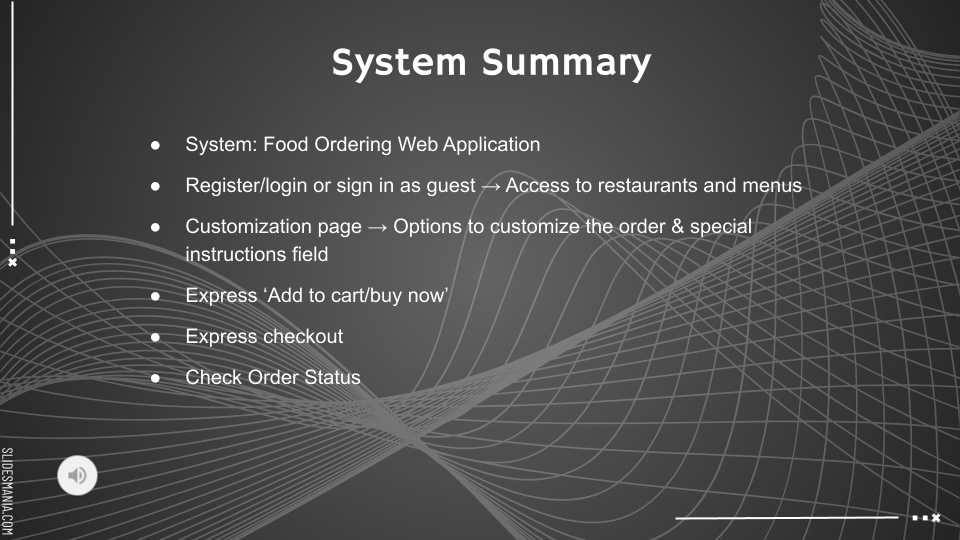 System Summary
● System: Food Ordering Web Application
● Register/login or sign in as guest → Access to restaurants and menus
● Customization page → Options to customize the order & special
instructions field
● Express ‘Add to cart/buy now’
● Express checkout
● Check Order Status
SLIDESMANIA.COM